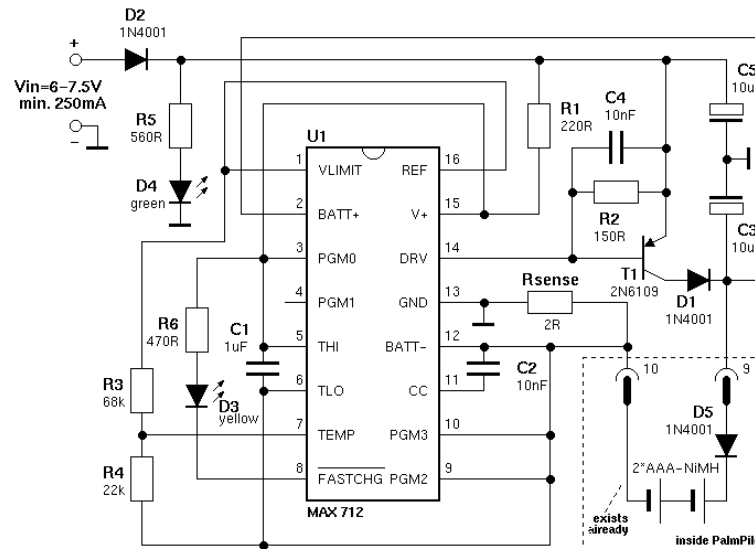 D2
1N4001
+
Vin=6-7.5V
min. 250mA
-
R5
560R
D4
green
U1
R1
220R
C4
10nF
C5
10u
R2
150R
C3
10u
T1
2N6109
D1
1N4001
1 VLIMIT REF 16
2 BATT+ V+ 15
3 PGM0 DRV 14
4 PGM1 GND 13
5 THI BATT- 12
6 TLO CC 11
7 TEMP PGM3 10
8 FASTCHG PGM2 9
MAX 712
R6
470R
C1
1uF
D3
yellow
R3
68k
R4
22k
Rsense
2R
C2
10nF
10
9
D5
1N4001
2*AAA-NiMH
exists
already
inside PalmPil